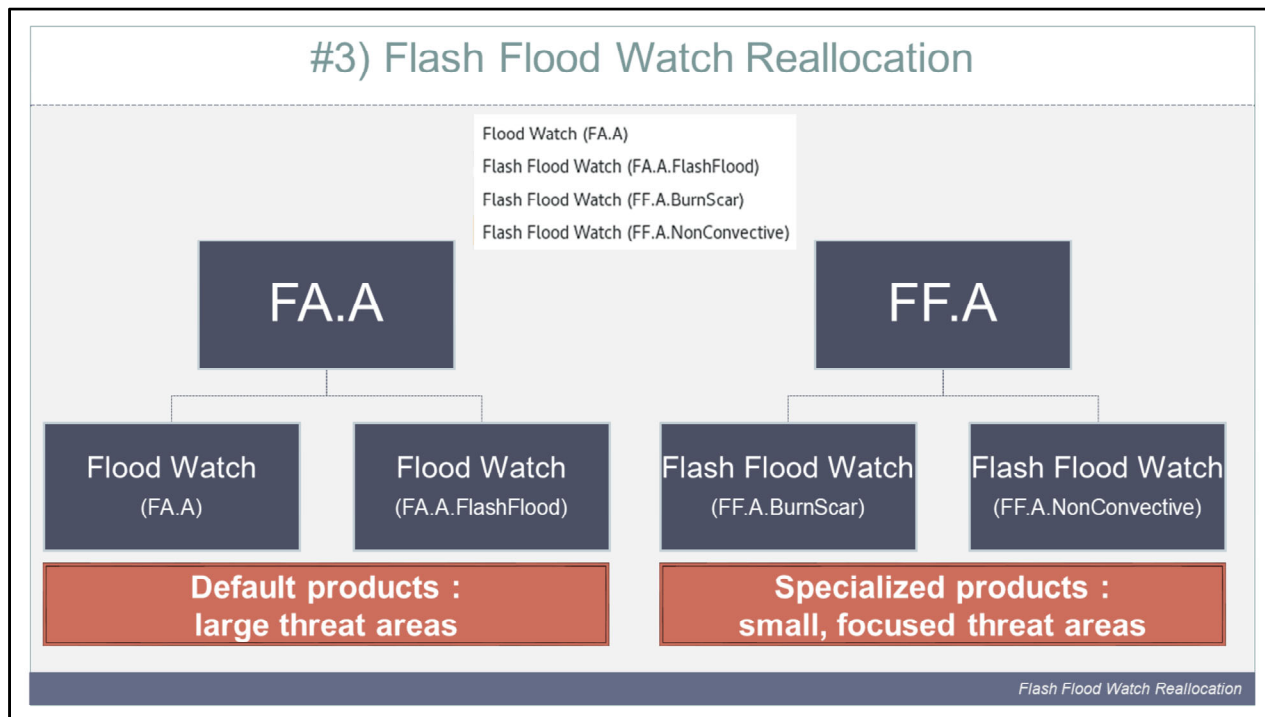 #3) Flash Flood Watch Reallocation
Flood Watch (FA.A)
Flash Flood Watch (FA.A.FlashFlood)
Flash Flood Watch (FF.A.BurnScar)
Flash Flood Watch (FF.A.NonConvective)
FA.A
FF.A
Flood Watch
(FA.A)
Flood Watch
(FA.A.FlashFlood)
Flash Flood Watch
(FF.A.BurnScar)
Flash Flood Watch
(FF.A.NonConvective)
Default products :
large threat areas
Specialized products :
small, focused threat areas
Flash Flood Watch Reallocation